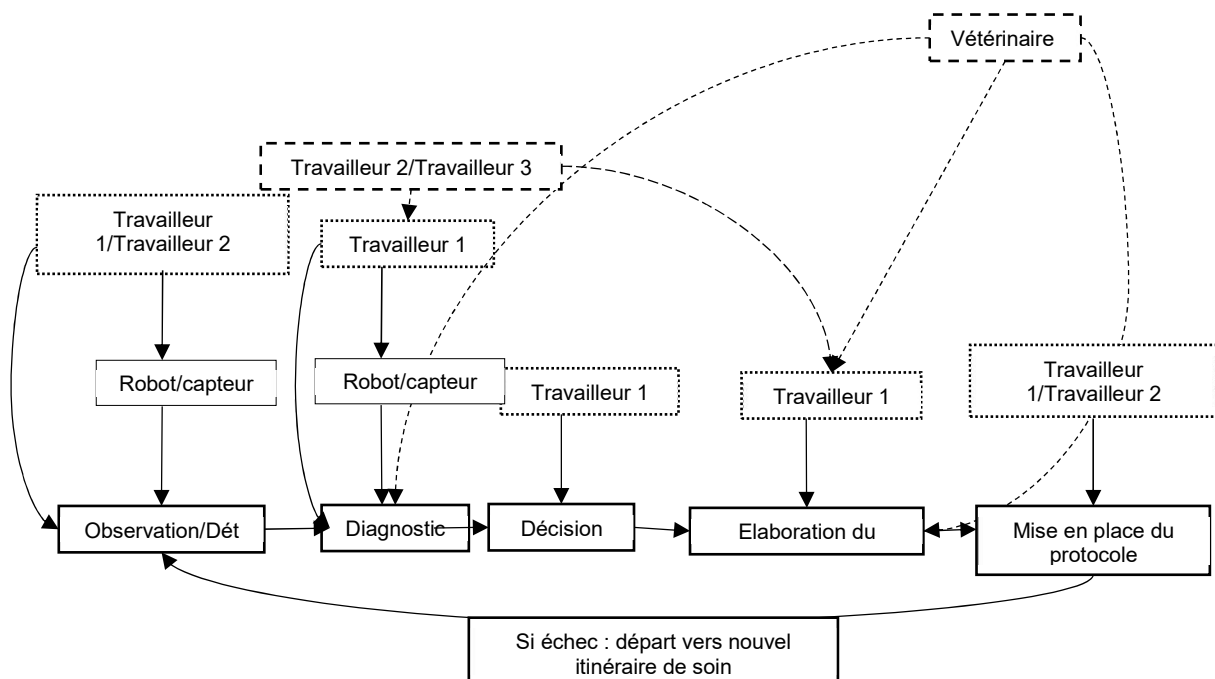 Vétérinaire
Travailleur 2/Travailleur 3
Travailleur
1/Travailleur 2
Travailleur 1
Robot/capteur
Robot/capteur
Travailleur 1
Travailleur 1
Travailleur
1/Travailleur 2
Observation/Dét
Diagnostic
Décision
Elaboration du
Mise en place du
protocole
Si échec : départ vers nouvel
itinéraire de soin